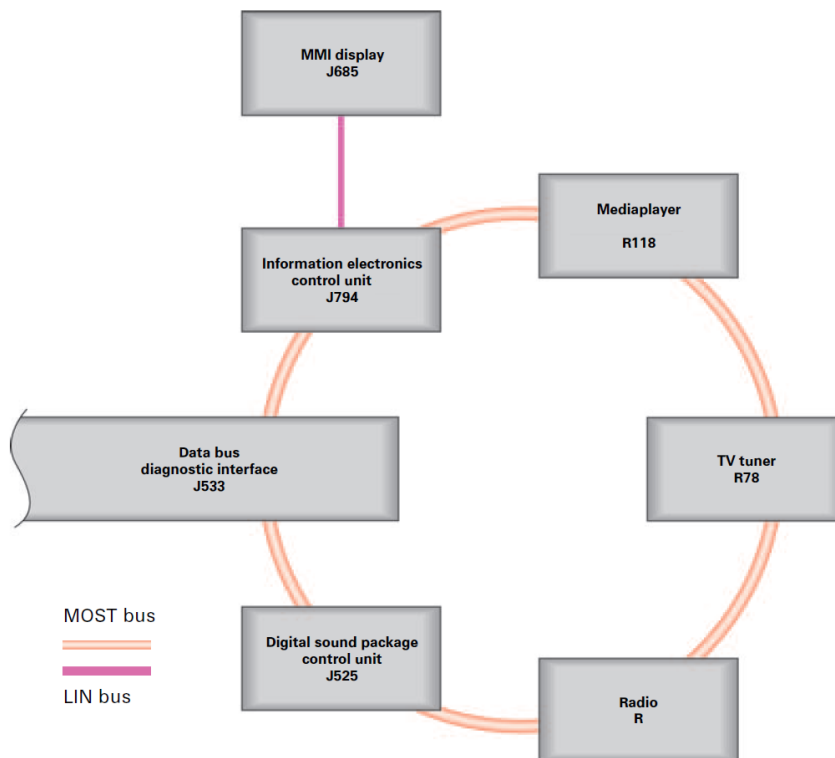 MMI display
J685
Mediaplayer
R118
Information electronics
control unit
J794
Data bus
diagnostic interface
J533
TV tuner
R78
Digital sound package
control unit
J525
Radio
R
MOST bus
LIN bus